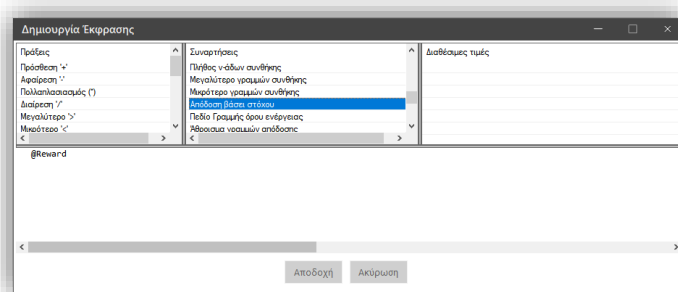 Δημιουργία Έκφρασης
Πράξεις
Πρόσθεση '+'
Αφαίρεση '-'
Πολλαπλασιασμός (*)
Διαίρεση '/'
Μεγαλύτερο '>'
Μικρότερο '<'
Συναρτήσεις
Πλήθος ν-άδων συνθήκης
Μεγαλύτερο γραμμών συνθήκης
Μικρότερο γραμμών συνθήκης
Απόδοση βάσει στόχου
Πεδίο Γραμμής όρου ενέργειας
Άθροισμα γραμμών απόδοσης
Διαθέσιμες τιμές
@Reward
Αποδοχή
Ακύρωση